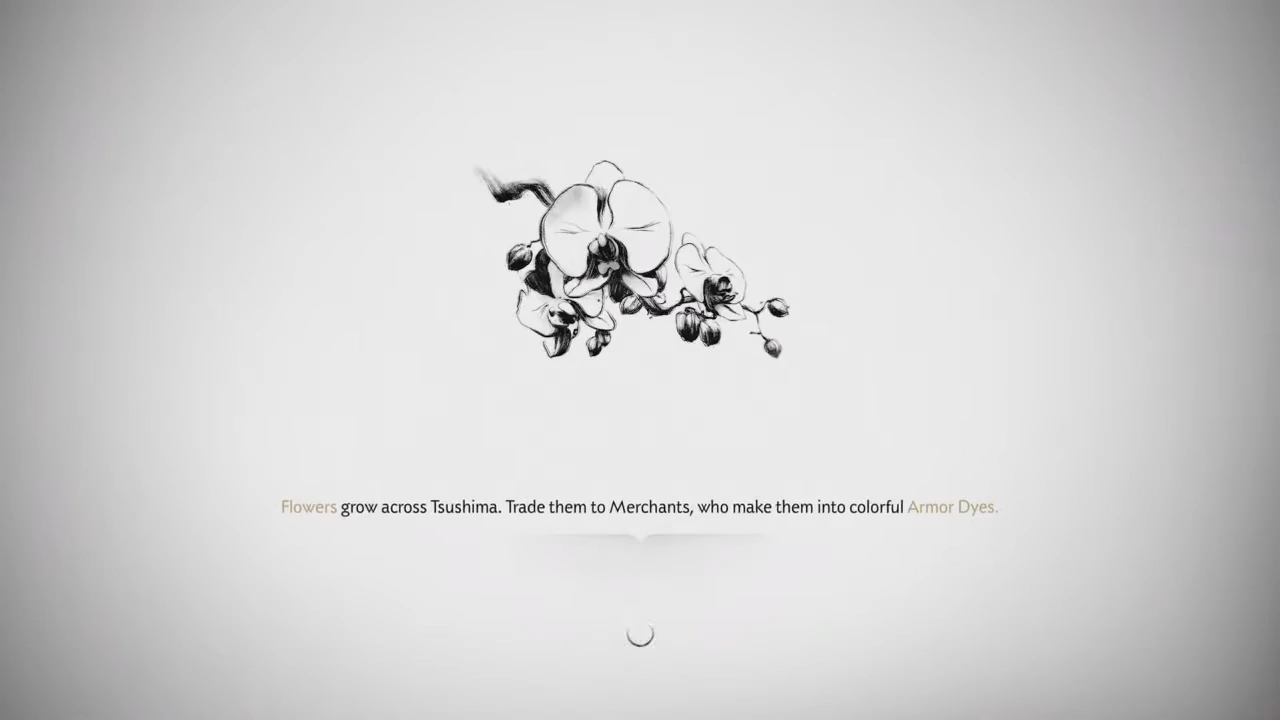 Flowers grow across Tsushima. Trade them to Merchants, who make them into colorful Armor Dyes.